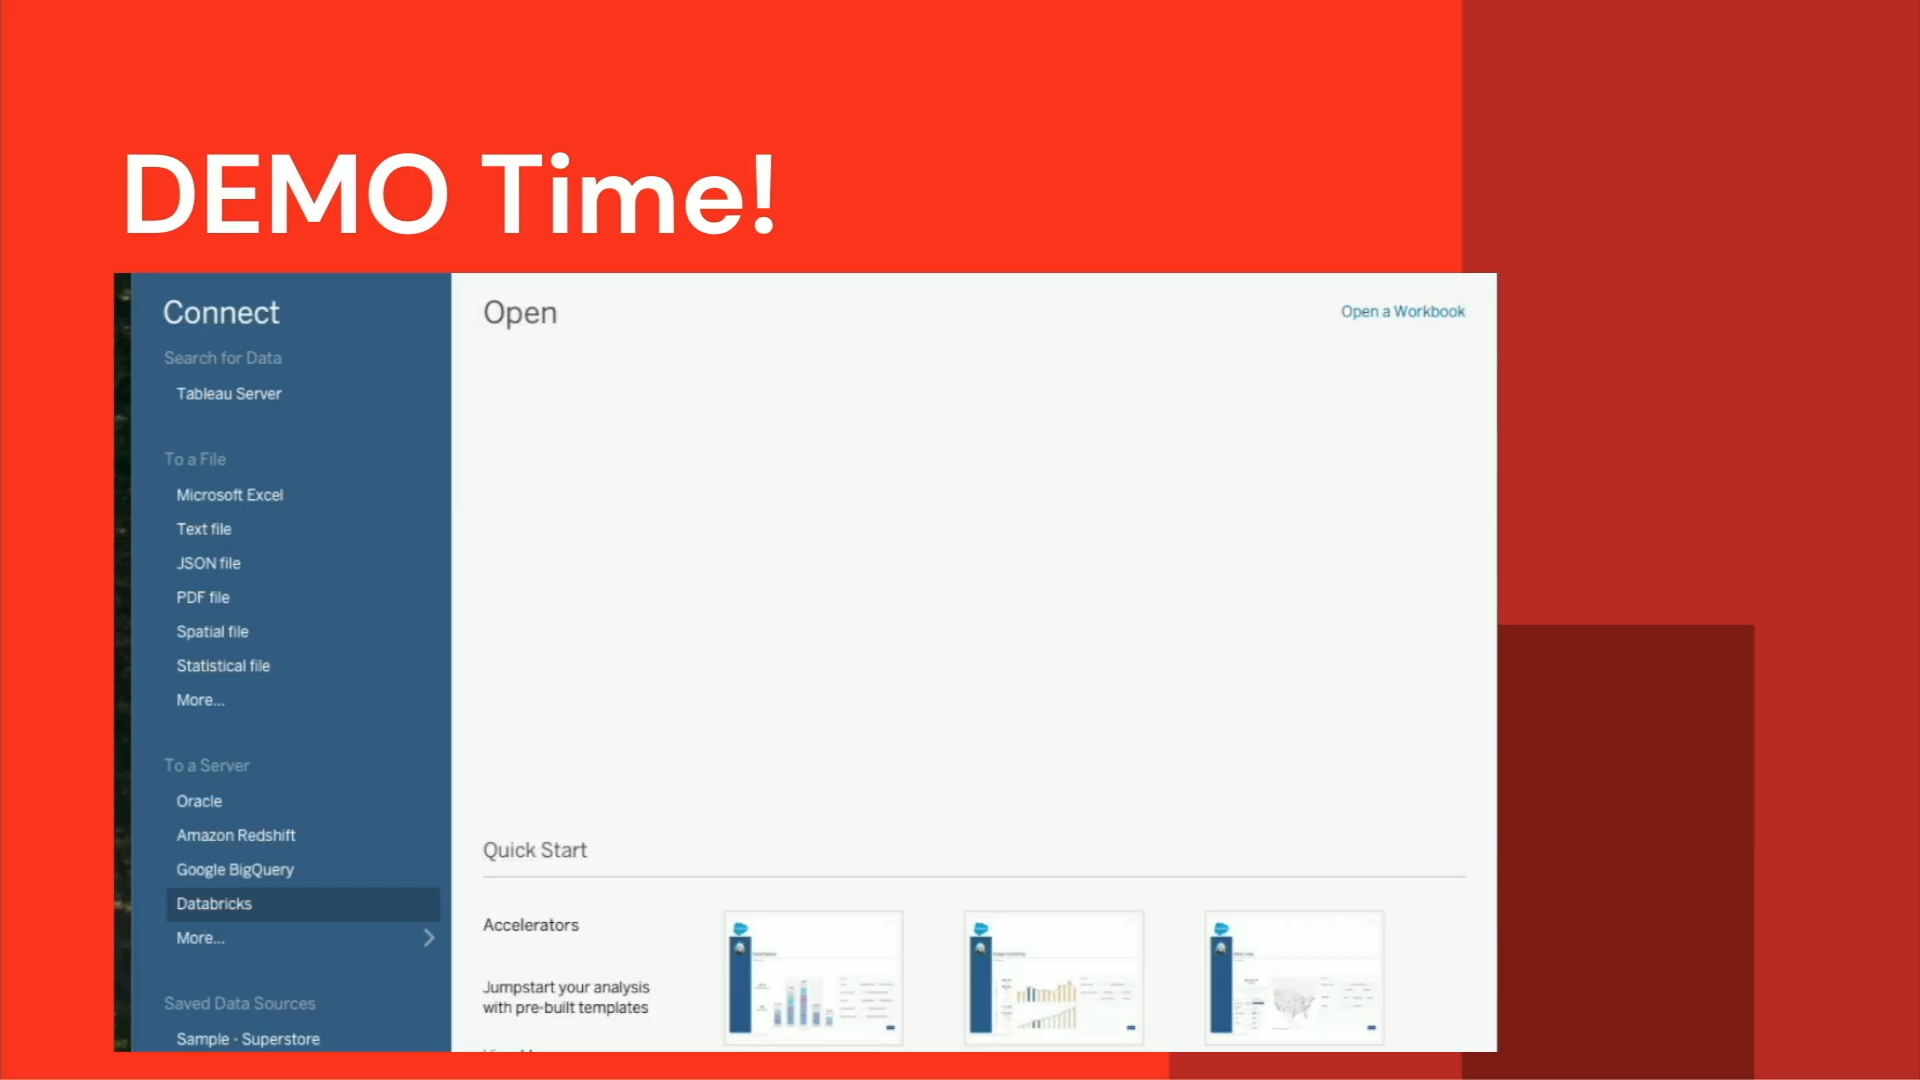 DEMO Time!
Connect
Search for Data
Tableau Server
To a File
Microsoft Excel
Text file
JSON file
PDF file
Spatial file
Statistical file
More...
To a Server
Oracle
Amazon Redshift
Google BigQuery
Databricks
More...
Saved Data Sources
Sample - Superstore
Open
Open a Workbook
Quick Start
Accelerators
Jumpstart your analysis
with pre-built templates